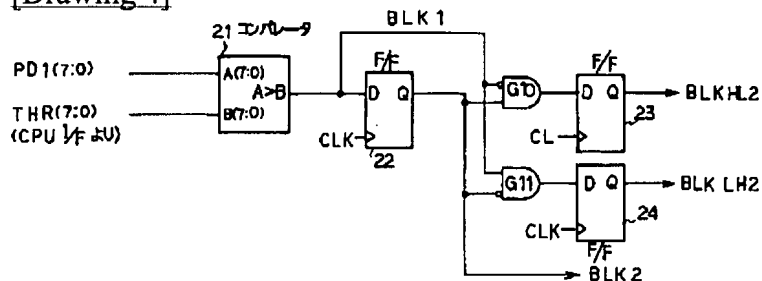 [Drawing 4]
BLK1
21 コンパレータ
PD1(7:0)
A(7:0)
A>B
THR(7:0)
B(7:0)
(CPU I/F より)
F/F
D Q
CLK
22
G10
F/F
D Q
BLKHL2
23
CL
G11
D Q
BLK LH2
24
CLK
F/F
BLK2